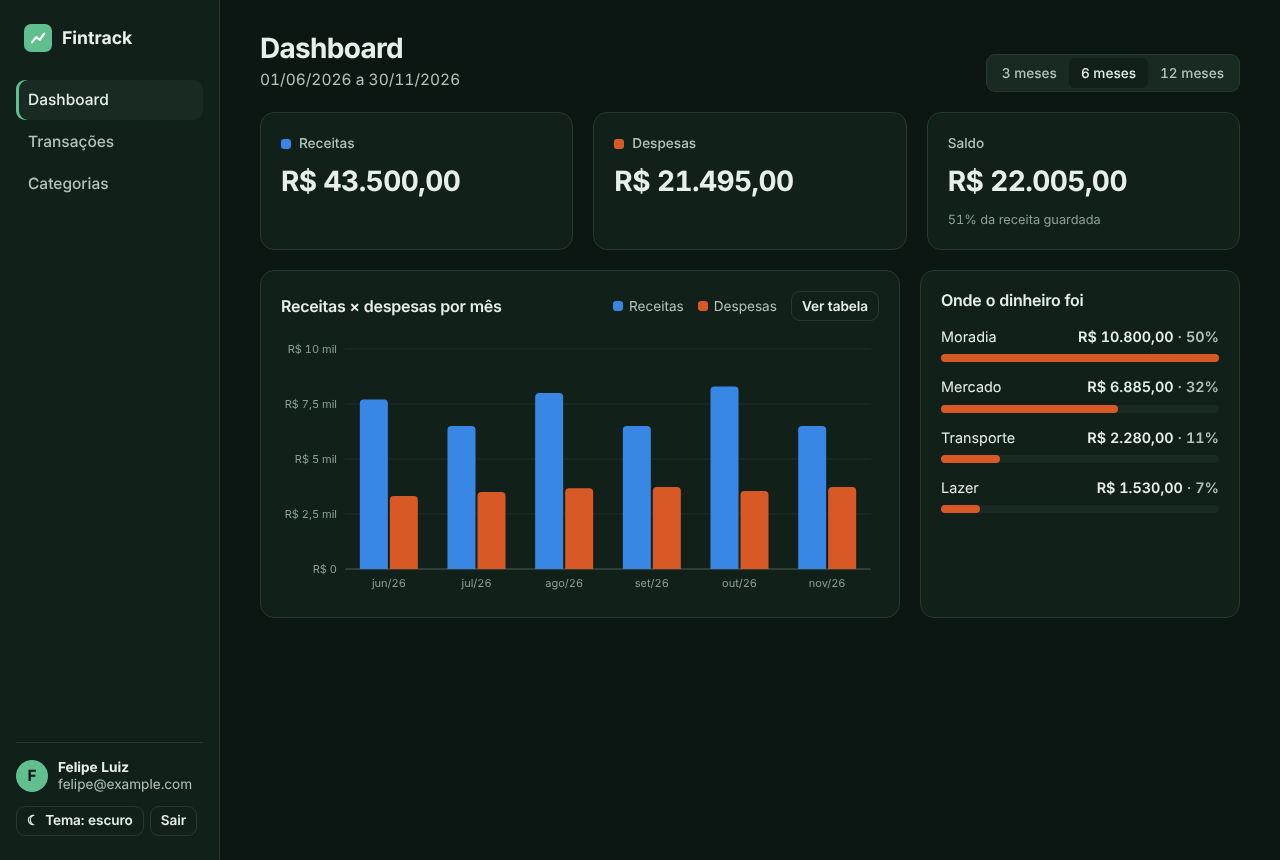 Fintrack
Dashboard
Transações
Categorias
Felipe Luiz
F
felipe@example.com
Tema: escuro
Sair
Dashboard
01/06/2026 a 30/11/2026
3 meses
6 meses
12 meses
Receitas
R$ 43.500,00
Despesas
R$ 21.495,00
Saldo
R$ 22.005,00
51% da receita guardada
Receitas × despesas por mês
Receitas
Despesas
Ver tabela
R$ 10 mil
R$ 7,5 mil
R$ 5 mil
R$ 2,5 mil
R$ 0
jun/26
jul/26
ago/26
set/26
out/26
nov/26
Onde o dinheiro foi
Moradia R$ 10.800,00 · 50%
Mercado R$ 6.885,00 · 32%
Transporte R$ 2.280,00 · 11%
Lazer R$ 1.530,00 · 7%